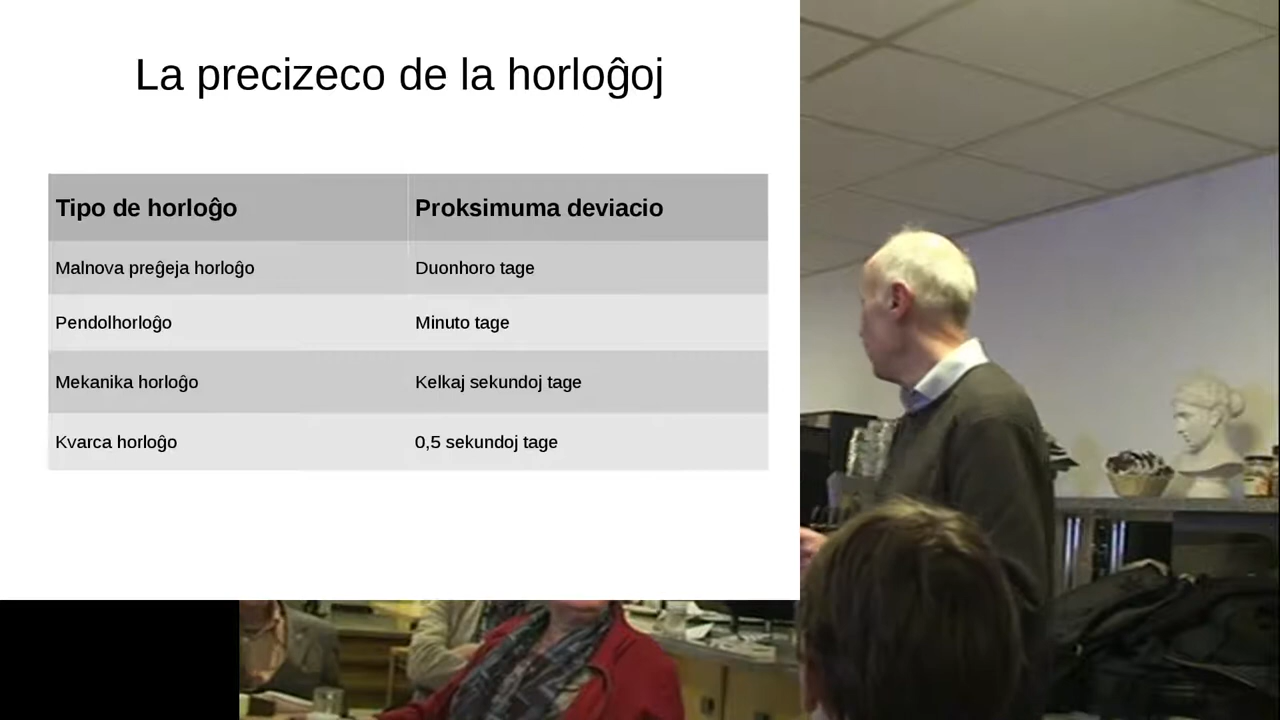 La precizeco de la horloĝoj
Tipo de horloĝo Proksimuma deviacio
Malnova preĝeja horloĝo Duonhoro tage
Pendolhorloĝo Minuto tage
Mekanika horloĝo Kelkaj sekundoj tage
Kvarca horloĝo 0,5 sekundoj tage